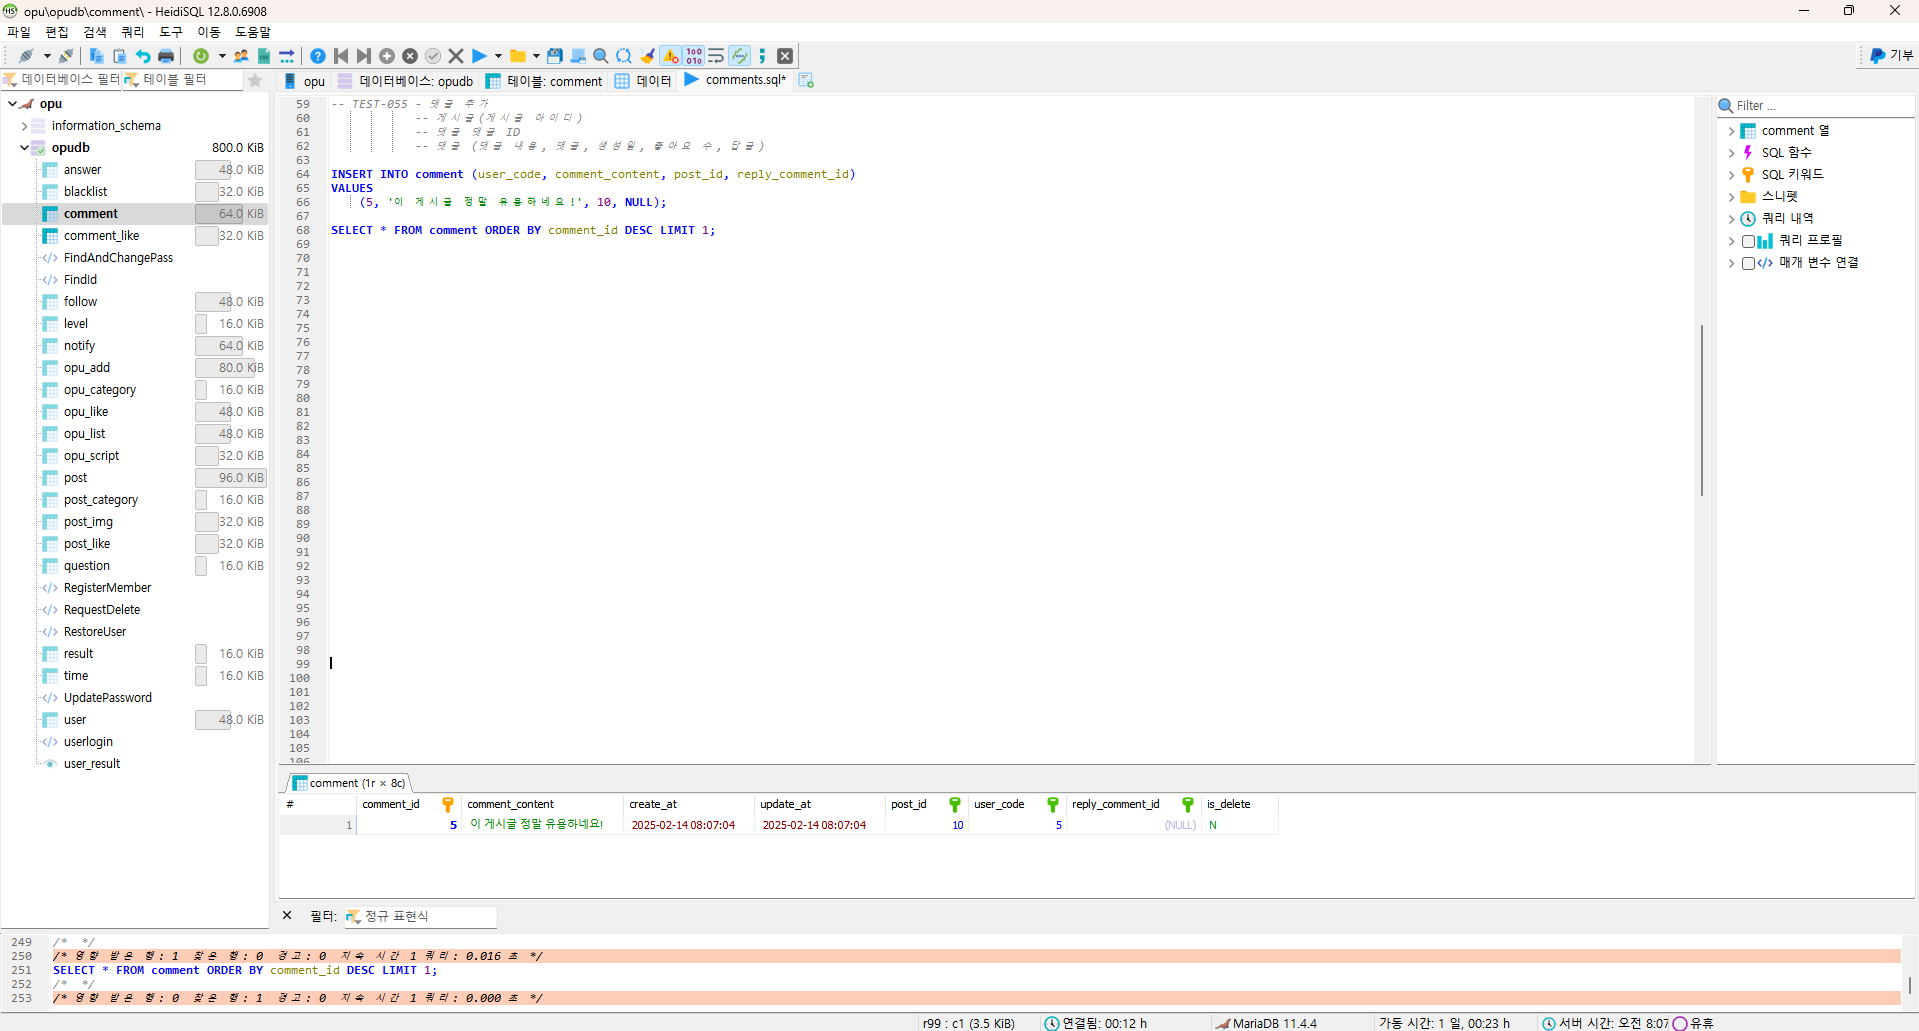 opu\opudb\comment\ - HeidiSQL 12.8.0.6908
파일 편집 검색 쿼리 도구 이동 도움말
기부
데이터베이스 필터 테이블 필터
opu 데이터베이스: opudb 테이블: comment 데이터 comments.sql*
opu
information_schema
opudb 800.0 KiB
answer 48.0 KiB
blacklist 32.0 KiB
comment 64.0 KiB
comment_like 32.0 KiB
FindAndChangePass
FindId
follow 48.0 KiB
level 16.0 KiB
notify 64.0 KiB
opu_add 80.0 KiB
opu_category 16.0 KiB
opu_like 48.0 KiB
opu_list 48.0 KiB
opu_script 32.0 KiB
post 96.0 KiB
post_category 16.0 KiB
post_img 32.0 KiB
post_like 32.0 KiB
question 16.0 KiB
RegisterMember
RequestDelete
RestoreUser
result 16.0 KiB
time 16.0 KiB
UpdatePassword
user 48.0 KiB
userlogin
user_result
59 -- TEST-055 - 댓글 추가
60 -- 게시글(게시글 아이디)
61 -- 댓글 댓글 ID
62 -- 댓글 (댓글 내용, 댓글, 생성일, 좋아요 수, 답글)
63
64 INSERT INTO comment (user_code, comment_content, post_id, reply_comment_id)
65 VALUES
66 (5, '이 게시글 정말 유용하네요!', 10, NULL);
67
68 SELECT * FROM comment ORDER BY comment_id DESC LIMIT 1;
69
70
71
72
73
74
75
76
77
78
79
80
81
82
83
84
85
86
87
88
89
90
91
92
93
94
95
96
97
98
99
100
101
102
103
104
105
106
Filter ...
comment 열
SQL 함수
SQL 키워드
스니펫
쿼리 내역
쿼리 프로필
매개 변수 연결
comment (1r × 8c)
# comment_id comment_content create_at update_at post_id user_code reply_comment_id is_delete
1 5 이 게시글 정말 유용하네요! 2025-02-14 08:07:04 2025-02-14 08:07:04 10 5 (NULL) N
필터: 정규 표현식
249 /* */
250 /* 영향 받은 행: 1 찾은 행: 0 경고: 0 지속 시간 1 쿼리: 0.016 초 */
251 SELECT * FROM comment ORDER BY comment_id DESC LIMIT 1;
252 /* */
253 /* 영향 받은 행: 0 찾은 행: 1 경고: 0 지속 시간 1 쿼리: 0.000 초 */
r99 : c1 (3.5 KiB) 연결됨: 00:12 h MariaDB 11.4.4 가동 시간: 1 일, 00:23 h 서버 시간: 오전 8:07 유휴